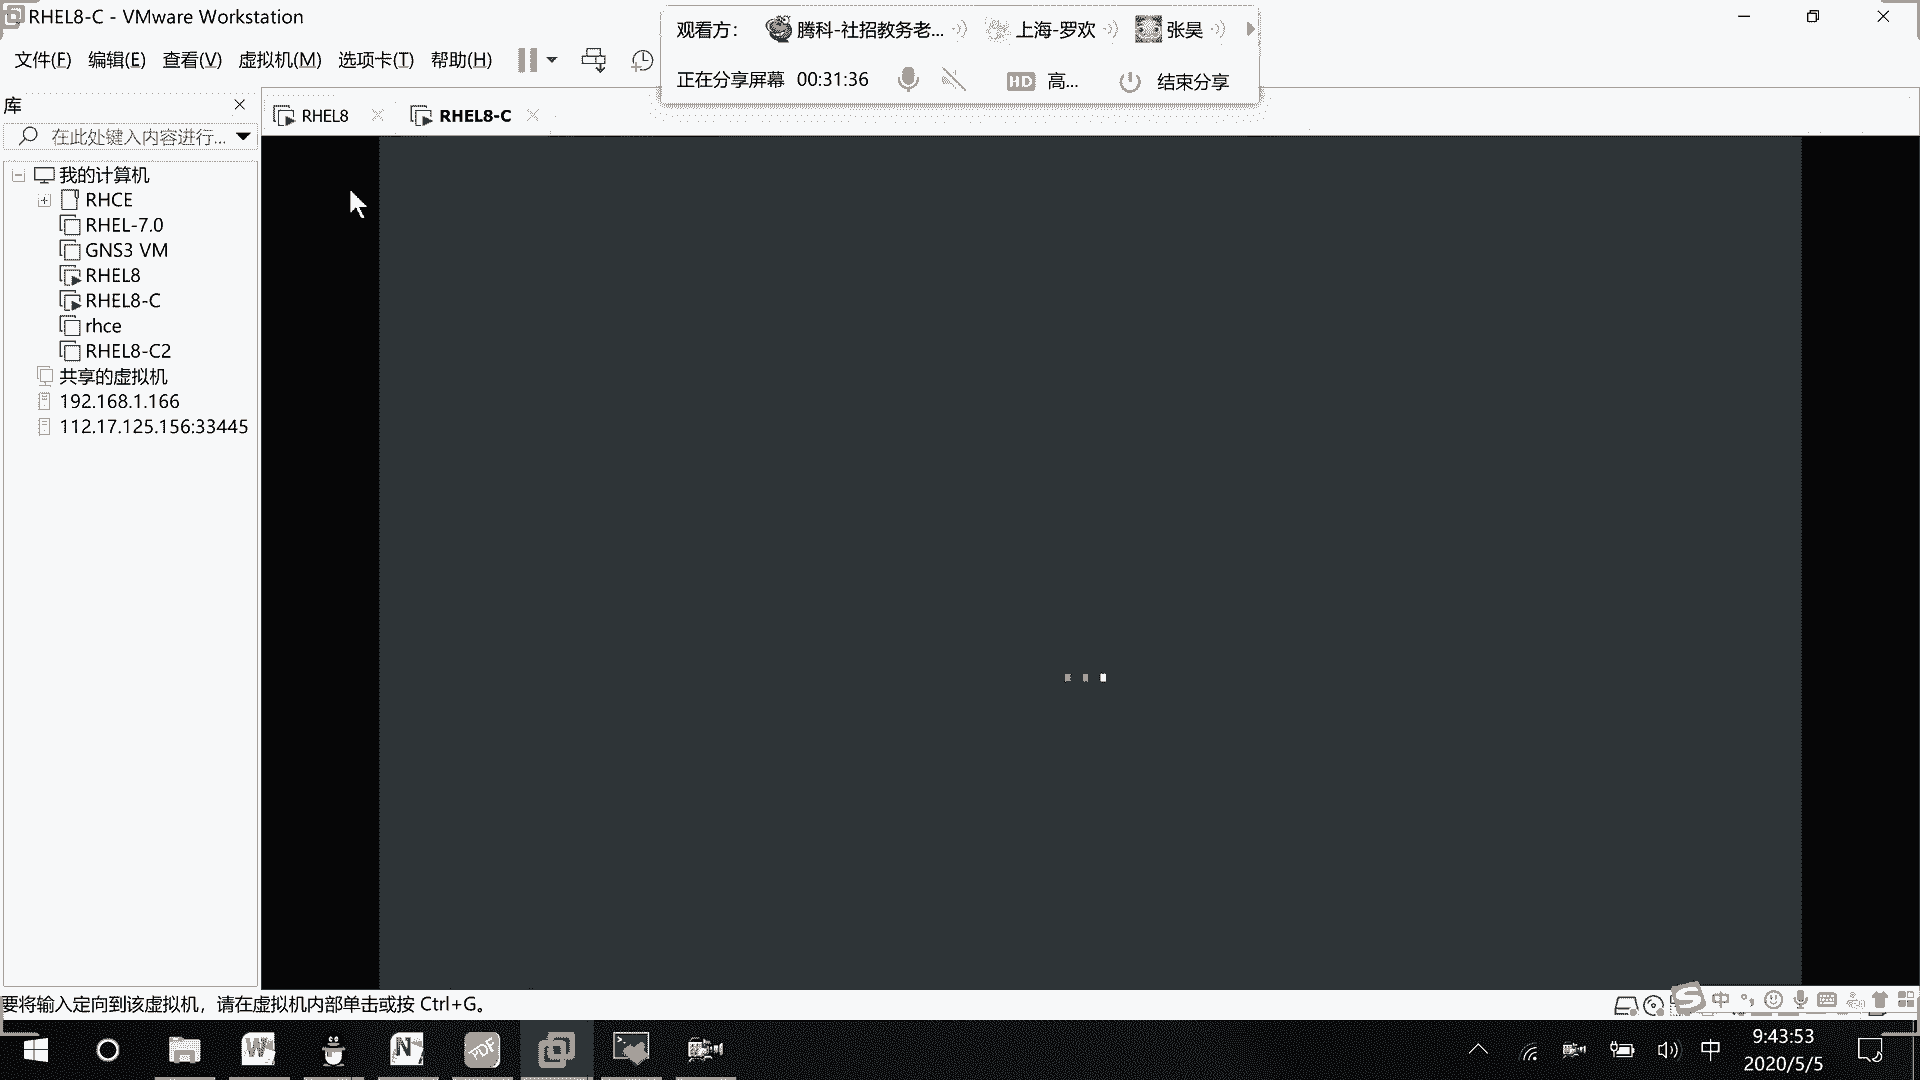 RHEL8-C - VMware Workstation
文件(F) 编辑(E) 查看(V) 虚拟机(M) 选项卡(T) 帮助(H)
观看方： 腾科-社招教务老... 上海-罗欢 张昊
正在分享屏幕 00:31:36 HD 高... 结束分享
库
在此处键入内容进行...
RHEL8
RHEL8-C
我的计算机
RHCE
RHEL-7.0
GNS3 VM
RHEL8
RHEL8-C
rhce
RHEL8-C2
共享的虚拟机
192.168.1.166
112.17.125.156:33445
要将输入定向到该虚拟机，请在虚拟机内部单击或按 Ctrl+G。
中
PDF
中
9:43:53
2020/5/5